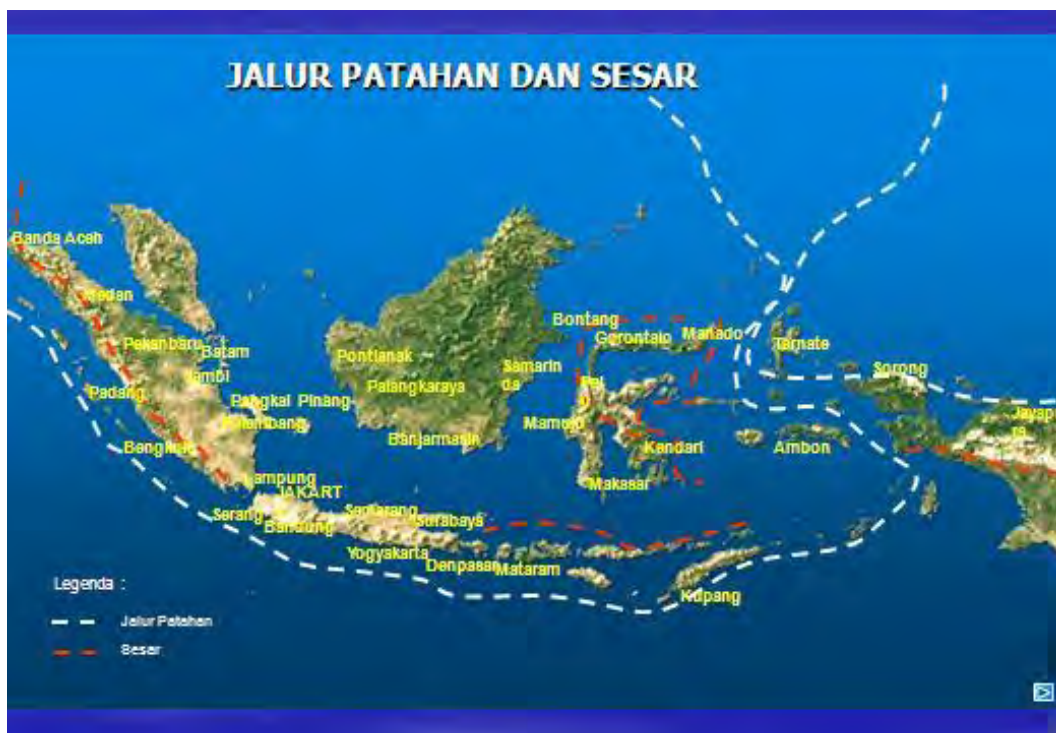 JALUR PATAHAN DAN SESAR
Banda Aceh
Medan
Pekanbaru
Batam
Jambi
Padang
Pangkal Pinang
Palembang
Bengkulu
Lampung
JAKART
Serang
Bandung
Semarang
Surabaya
Yogyakarta
Denpasar
Mataram
Kupang
Pontianak
Palangkaraya
Banjarmasin
Samarin
da
Bontang
Gorontalo
Manado
Pal
u
Mamuju
Kendari
Makasar
Ternate
Ambon
Sorong
Jayap
ra
Legenda :
Jalur Patahan
Sesar